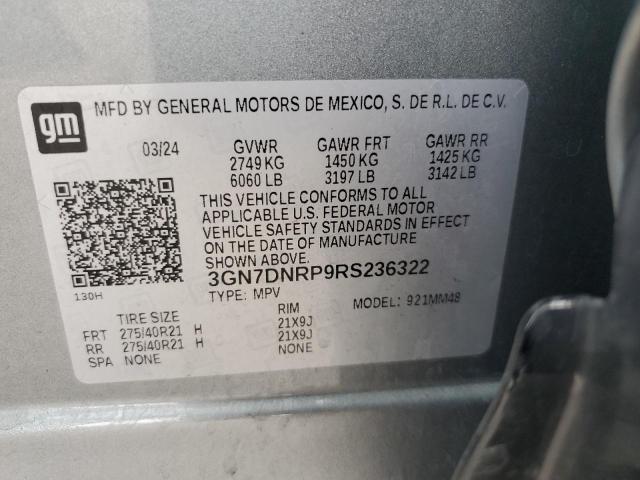 gm
MFD BY GENERAL MOTORS DE MEXICO, S. DE R.L. DE C.V.
03/24 GVWR GAWR FRT GAWR RR
2749 KG 1450 KG 1425 KG
6060 LB 3197 LB 3142 LB
THIS VEHICLE CONFORMS TO ALL
APPLICABLE U.S. FEDERAL MOTOR
VEHICLE SAFETY STANDARDS IN EFFECT
ON THE DATE OF MANUFACTURE
SHOWN ABOVE.
3GN7DNRP9RS236322
130H
TYPE: MPV MODEL: 921MM48
TIRE SIZE RIM
FRT 275/40R21 H 21X9J
RR 275/40R21 H 21X9J
SPA NONE NONE